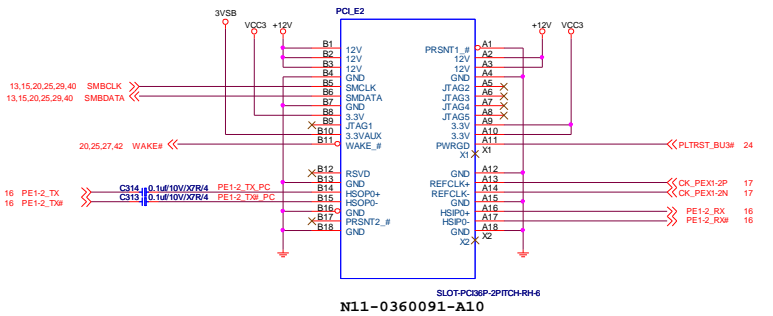 PCI_E2
3VSB VCC3 +12V +12V VCC3
B1 12V PRSNT1_# A1
B2 12V 12V A2
B3 12V 12V A3
B4 GND GND A4
13,15,20,25,29,40 SMBCLK B5 SMCLK JTAG2 A5
13,15,20,25,29,40 SMBDATA B6 SMDATA JTAG3 A6
B7 GND JTAG4 A7
B8 3.3V JTAG5 A8
B9 JTAG1 3.3V A9
B10 3.3VAUX 3.3V A10
20,25,27,42 WAKE# B11 WAKE_# PWRGD A11 PLTRST_BU3# 24
X1 X1
B12 RSVD GND A12
B13 GND REFCLK+ A13 CK_PEX1-2P 17
16 PE1-2_TX C314 0.1uf/10V/X7R/4 PE1-2_TX_PC B14 HSOP0+ REFCLK- A14 CK_PEX1-2N 17
16 PE1-2_TX# C313 0.1uf/10V/X7R/4 PE1-2_TX#_PC B15 HSOP0- GND A15
B16 GND HSIP0+ A16 PE1-2_RX 16
B17 PRSNT2_# HSIP0- A17 PE1-2_RX# 16
B18 GND GND A18
X2 X2
SLOT-PCI36P-2PITCH-RH-6
N11-0360091-A10